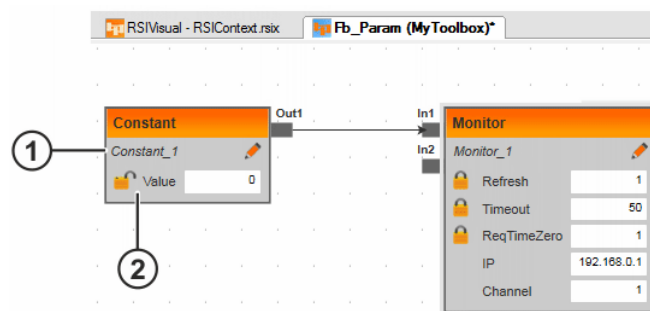 RSIVisual - RSIContext.rsix Fb_Param (MyToolbox)*
Out1 In1
Constant Monitor
1 Constant_1 In2 Monitor_1
Value 0 Refresh 1
Timeout 50
2 ReqTimeZero 1
IP 192.168.0.1
Channel 1